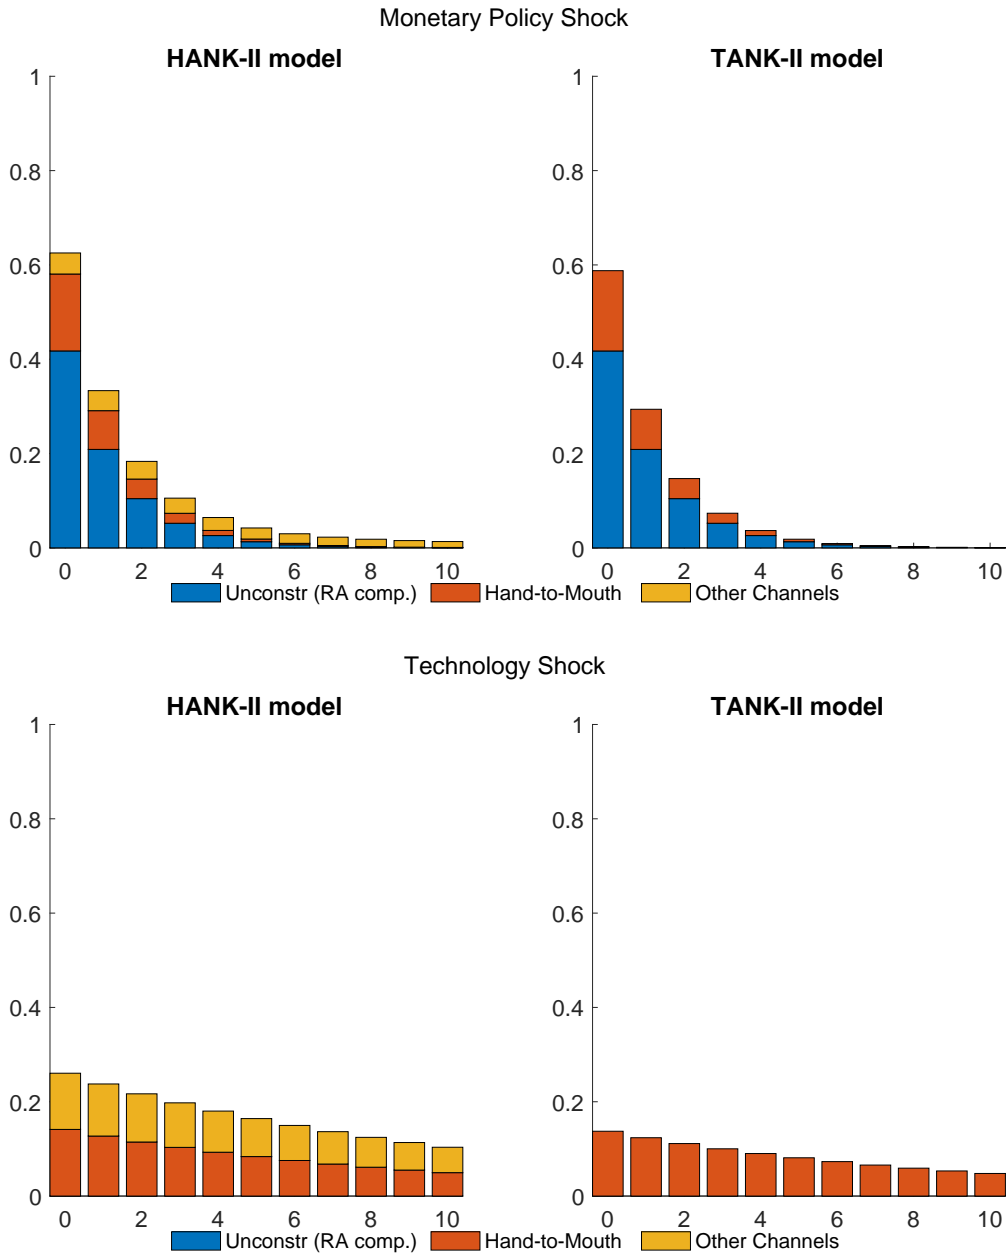 Monetary Policy Shock
HANK-II model
TANK-II model
1
0.8
0.6
0.4
0.2
0
0 2 4 6 8 10
1
0.8
0.6
0.4
0.2
0
0 2 4 6 8 10
Unconstr (RA comp.) Hand-to-Mouth Other Channels
Technology Shock
HANK-II model
TANK-II model
1
0.8
0.6
0.4
0.2
0
0 2 4 6 8 10
1
0.8
0.6
0.4
0.2
0
0 2 4 6 8 10
Unconstr (RA comp.) Hand-to-Mouth Other Channels